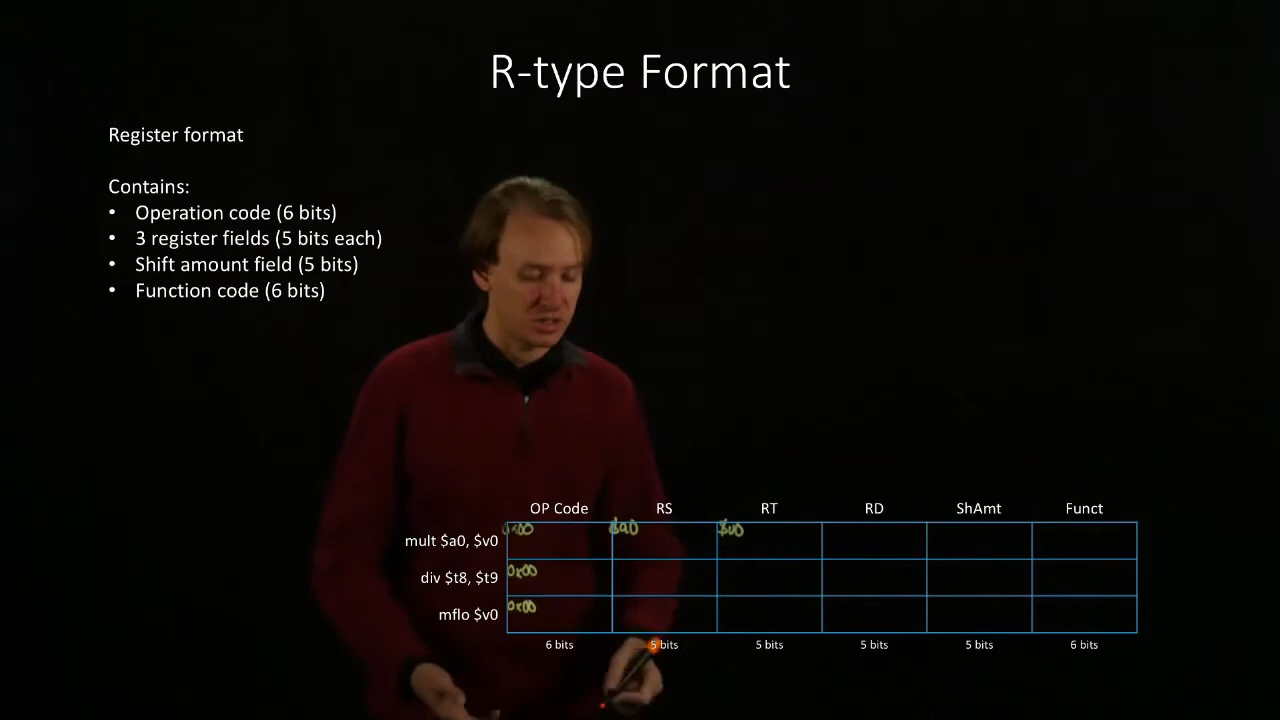 R-type Format
Register format
Contains:
• Operation code (6 bits)
• 3 register fields (5 bits each)
• Shift amount field (5 bits)
• Function code (6 bits)
OP Code RS RT RD ShAmt Funct
mult $a0, $v0 0x00 $a0 $v0
div $t8, $t9 0x00
mflo $v0 0x00
6 bits 5 bits 5 bits 5 bits 5 bits 6 bits